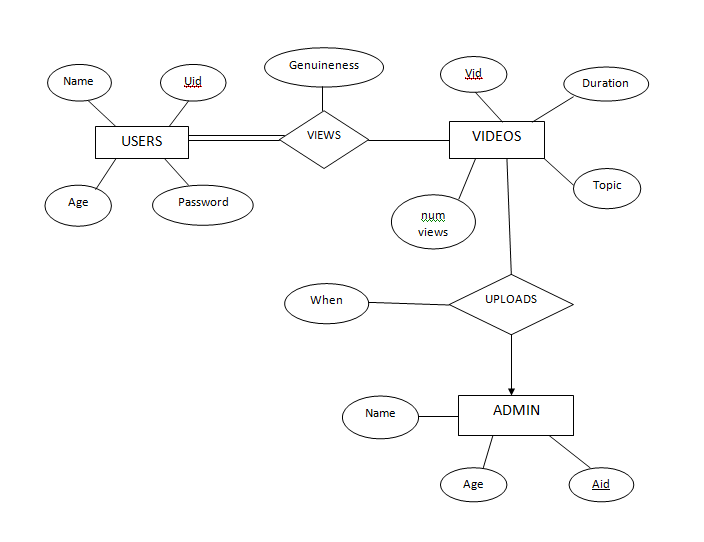 Genuineness
Name
Uid
Vid
Duration
USERS
VIEWS
VIDEOS
Age
Password
Topic
num
views
When
UPLOADS
Name
ADMIN
Age
Aid